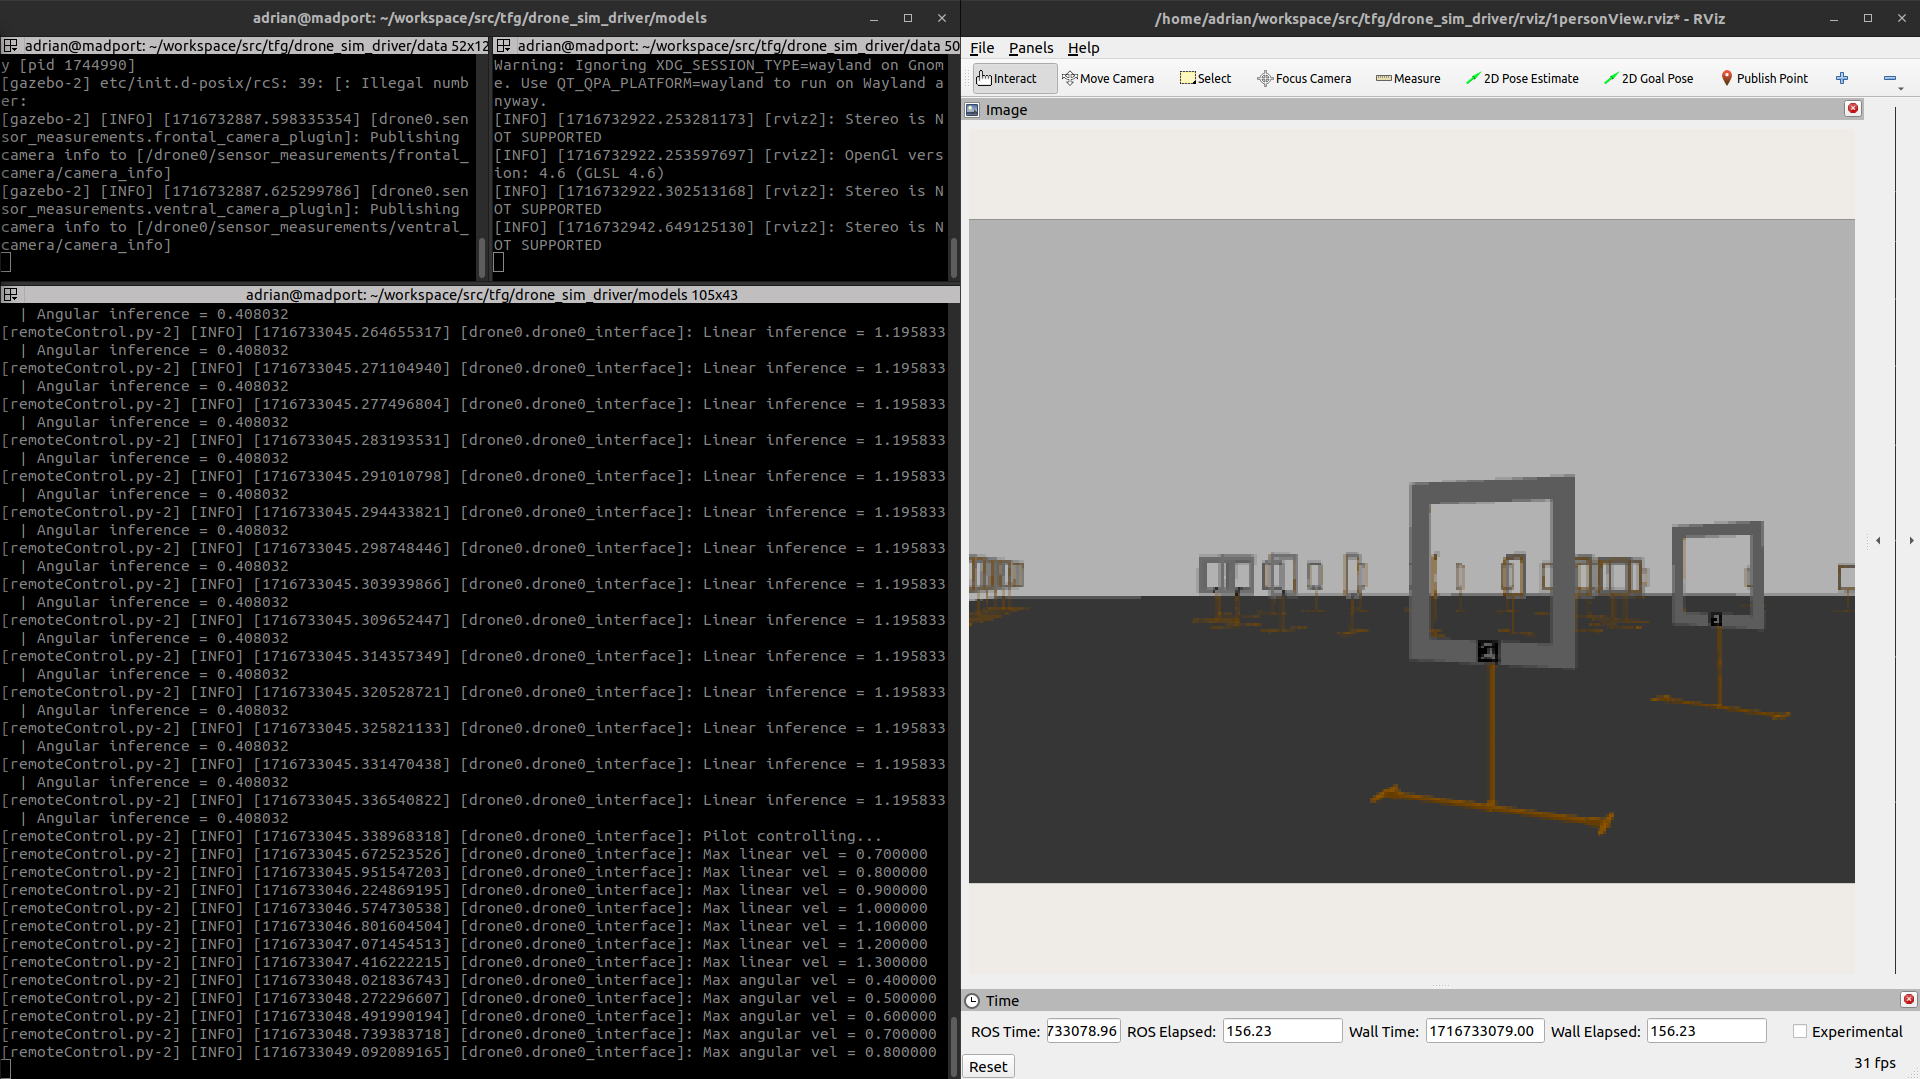 adrian@madport: ~/workspace/src/tfg/drone_sim_driver/models
adrian@madport: ~/workspace/src/tfg/drone_sim_driver/data 52x12
y [pid 1744990]
[gazebo-2] etc/init.d-posix/rcS: 39: [: Illegal numb
er:
[gazebo-2] [INFO] [1716732887.598335354] [drone0.sen
sor_measurements.frontal_camera_plugin]: Publishing
camera info to [/drone0/sensor_measurements/frontal_
camera/camera_info]
[gazebo-2] [INFO] [1716732887.625299786] [drone0.sen
sor_measurements.ventral_camera_plugin]: Publishing
camera info to [/drone0/sensor_measurements/ventral_
camera/camera_info]
adrian@madport: ~/workspace/src/tfg/drone_sim_driver/data 50
Warning: Ignoring XDG_SESSION_TYPE=wayland on Gnom
e. Use QT_QPA_PLATFORM=wayland to run on Wayland a
nyway.
[INFO] [1716732922.253281173] [rviz2]: Stereo is N
OT SUPPORTED
[INFO] [1716732922.253597697] [rviz2]: OpenGl vers
ion: 4.6 (GLSL 4.6)
[INFO] [1716732922.302513168] [rviz2]: Stereo is N
OT SUPPORTED
[INFO] [1716732942.649125130] [rviz2]: Stereo is N
OT SUPPORTED
adrian@madport: ~/workspace/src/tfg/drone_sim_driver/models 105x43
| Angular inference = 0.408032
[remoteControl.py-2] [INFO] [1716733045.264655317] [drone0.drone0_interface]: Linear inference = 1.195833
| Angular inference = 0.408032
[remoteControl.py-2] [INFO] [1716733045.271104940] [drone0.drone0_interface]: Linear inference = 1.195833
| Angular inference = 0.408032
[remoteControl.py-2] [INFO] [1716733045.277496804] [drone0.drone0_interface]: Linear inference = 1.195833
| Angular inference = 0.408032
[remoteControl.py-2] [INFO] [1716733045.283193531] [drone0.drone0_interface]: Linear inference = 1.195833
| Angular inference = 0.408032
[remoteControl.py-2] [INFO] [1716733045.291010798] [drone0.drone0_interface]: Linear inference = 1.195833
| Angular inference = 0.408032
[remoteControl.py-2] [INFO] [1716733045.294433821] [drone0.drone0_interface]: Linear inference = 1.195833
| Angular inference = 0.408032
[remoteControl.py-2] [INFO] [1716733045.298748446] [drone0.drone0_interface]: Linear inference = 1.195833
| Angular inference = 0.408032
[remoteControl.py-2] [INFO] [1716733045.303939866] [drone0.drone0_interface]: Linear inference = 1.195833
| Angular inference = 0.408032
[remoteControl.py-2] [INFO] [1716733045.309652447] [drone0.drone0_interface]: Linear inference = 1.195833
| Angular inference = 0.408032
[remoteControl.py-2] [INFO] [1716733045.314357349] [drone0.drone0_interface]: Linear inference = 1.195833
| Angular inference = 0.408032
[remoteControl.py-2] [INFO] [1716733045.320528721] [drone0.drone0_interface]: Linear inference = 1.195833
| Angular inference = 0.408032
[remoteControl.py-2] [INFO] [1716733045.325821133] [drone0.drone0_interface]: Linear inference = 1.195833
| Angular inference = 0.408032
[remoteControl.py-2] [INFO] [1716733045.331470438] [drone0.drone0_interface]: Linear inference = 1.195833
| Angular inference = 0.408032
[remoteControl.py-2] [INFO] [1716733045.336540822] [drone0.drone0_interface]: Linear inference = 1.195833
| Angular inference = 0.408032
[remoteControl.py-2] [INFO] [1716733045.338968318] [drone0.drone0_interface]: Pilot controlling...
[remoteControl.py-2] [INFO] [1716733045.672523526] [drone0.drone0_interface]: Max linear vel = 0.700000
[remoteControl.py-2] [INFO] [1716733045.951547203] [drone0.drone0_interface]: Max linear vel = 0.800000
[remoteControl.py-2] [INFO] [1716733046.224869195] [drone0.drone0_interface]: Max linear vel = 0.900000
[remoteControl.py-2] [INFO] [1716733046.574730538] [drone0.drone0_interface]: Max linear vel = 1.000000
[remoteControl.py-2] [INFO] [1716733046.801604504] [drone0.drone0_interface]: Max linear vel = 1.100000
[remoteControl.py-2] [INFO] [1716733047.071454513] [drone0.drone0_interface]: Max linear vel = 1.200000
[remoteControl.py-2] [INFO] [1716733047.416222215] [drone0.drone0_interface]: Max linear vel = 1.300000
[remoteControl.py-2] [INFO] [1716733048.021836743] [drone0.drone0_interface]: Max angular vel = 0.400000
[remoteControl.py-2] [INFO] [1716733048.272296607] [drone0.drone0_interface]: Max angular vel = 0.500000
[remoteControl.py-2] [INFO] [1716733048.491990194] [drone0.drone0_interface]: Max angular vel = 0.600000
[remoteControl.py-2] [INFO] [1716733048.739383718] [drone0.drone0_interface]: Max angular vel = 0.700000
[remoteControl.py-2] [INFO] [1716733049.092089165] [drone0.drone0_interface]: Max angular vel = 0.800000
/home/adrian/workspace/src/tfg/drone_sim_driver/rviz/1personView.rviz* - RViz
File Panels Help
Interact Move Camera Select Focus Camera Measure 2D Pose Estimate 2D Goal Pose Publish Point
Image
Time
ROS Time: 733078.96 ROS Elapsed: 156.23 Wall Time: 1716733079.00 Wall Elapsed: 156.23 Experimental
Reset
31 fps